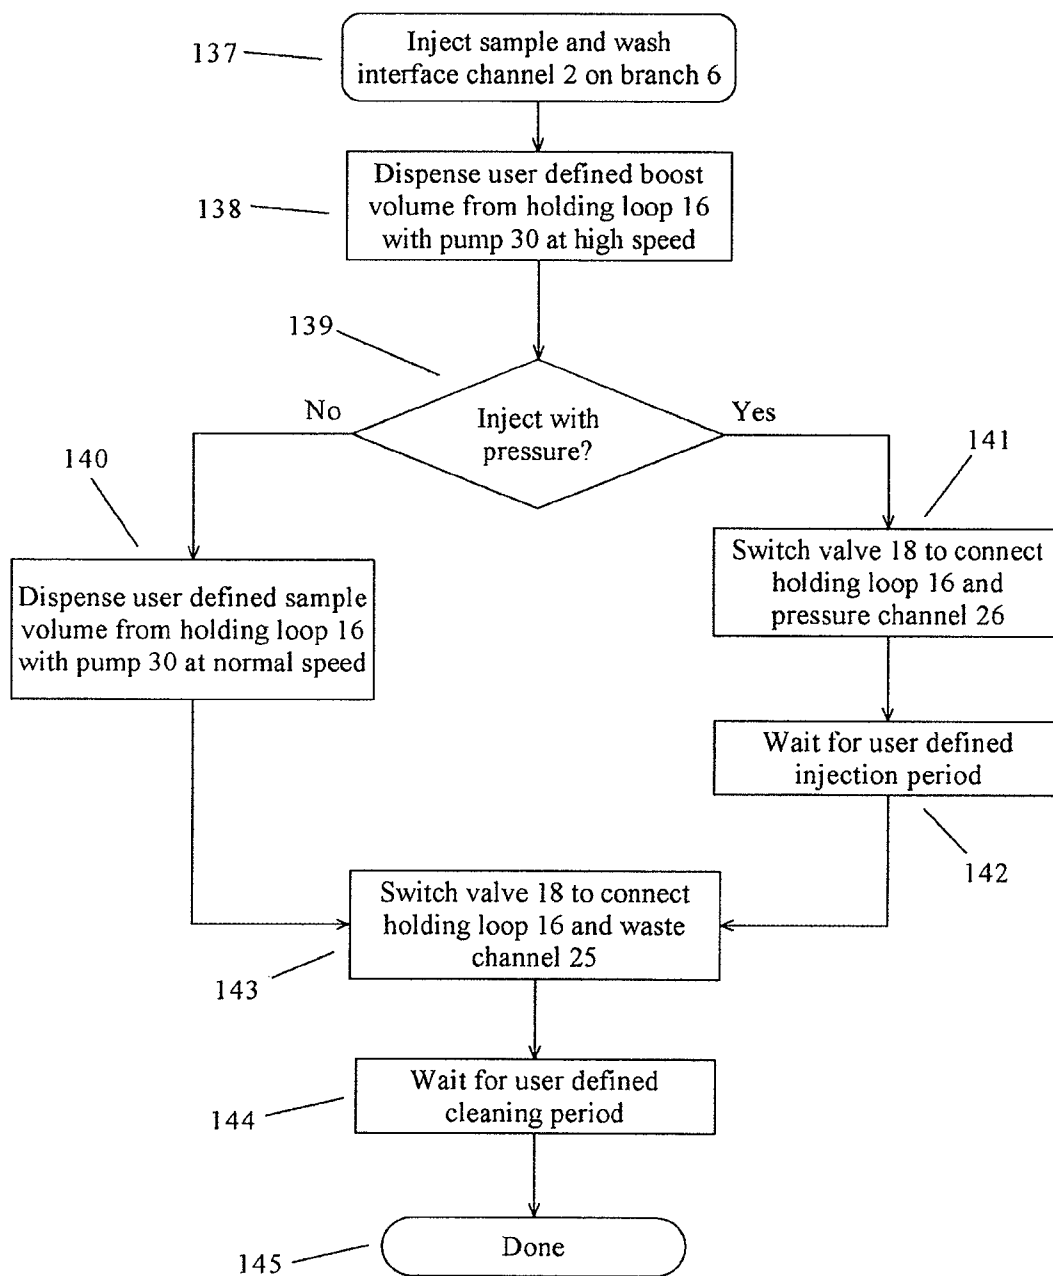 137
Inject sample and wash
interface channel 2 on branch 6
138
Dispense user defined boost
volume from holding loop 16
with pump 30 at high speed
139
Inject with
pressure?
No
Yes
140
Dispense user defined sample
volume from holding loop 16
with pump 30 at normal speed
141
Switch valve 18 to connect
holding loop 16 and
pressure channel 26
Wait for user defined
injection period
142
Switch valve 18 to connect
holding loop 16 and waste
channel 25
143
Wait for user defined
cleaning period
144
Done
145